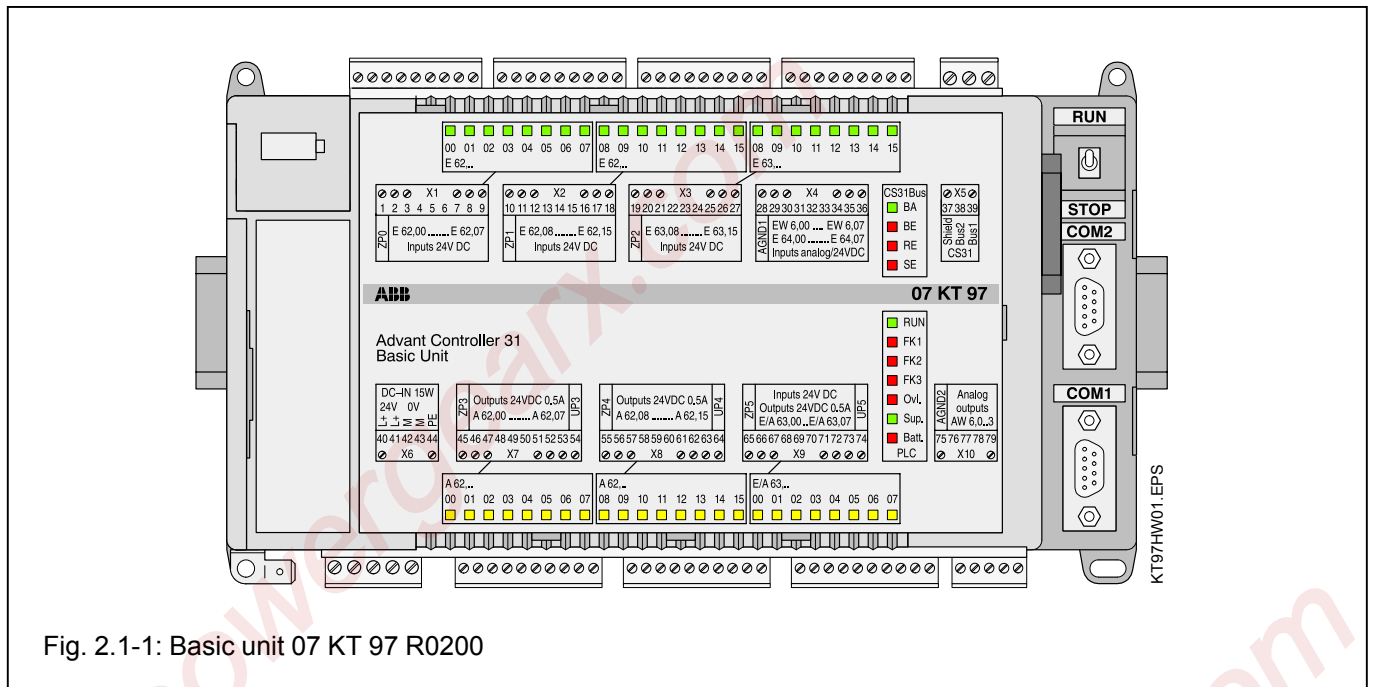 RUN
STOP
COM2
COM1
00 01 02 03 04 05 06 07
E 62,..
08 09 10 11 12 13 14 15
E 62,..
08 09 10 11 12 13 14 15
E 63,..
X1
1 2 3 4 5 6 7 8 9
ZP0
E 62,00 ....... E 62,07
Inputs 24V DC
X2
10 11 12 13 14 15 16 17 18
ZP1
E 62,08 ....... E 62,15
Inputs 24V DC
X3
19 20 21 22 23 24 25 26 27
ZP2
E 63,08 ....... E 63,15
Inputs 24V DC
X4
28 29 30 31 32 33 34 35 36
AGND1
EW 6,00 .... EW 6,07
E 64,00 ........ E 64,07
Inputs analog/24VDC
CS31Bus
BA
BE
RE
SE
X5
37 38 39
Shield
Bus2
Bus1
CS31
ABB
07 KT 97
Advant Controller 31
Basic Unit
RUN
FK1
FK2
FK3
Ovl.
Sup.
Batt.
PLC
DC–IN 15W
24V 0V
L+
L+
M
M
PE
40 41 42 43 44
X6
ZP3
Outputs 24VDC 0.5A
A 62,00 ........ A 62,07
UP3
45 46 47 48 49 50 51 52 53 54
X7
ZP4
Outputs 24VDC 0.5A
A 62,08 ....... A 62,15
UP4
55 56 57 58 59 60 61 62 63 64
X8
ZP5
Inputs 24V DC
Outputs 24VDC 0.5A
E/A 63,00...E/A 63,07
UP5
65 66 67 68 69 70 71 72 73 74
X9
AGND2
Analog
outputs
AW 6,0..3
75 76 77 78 79
X10
A 62,..
00 01 02 03 04 05 06 07
A 62,..
08 09 10 11 12 13 14 15
E/A 63,..
00 01 02 03 04 05 06 07
KT97HW01.EPS
Fig. 2.1-1: Basic unit 07 KT 97 R0200
powergearx.com
om